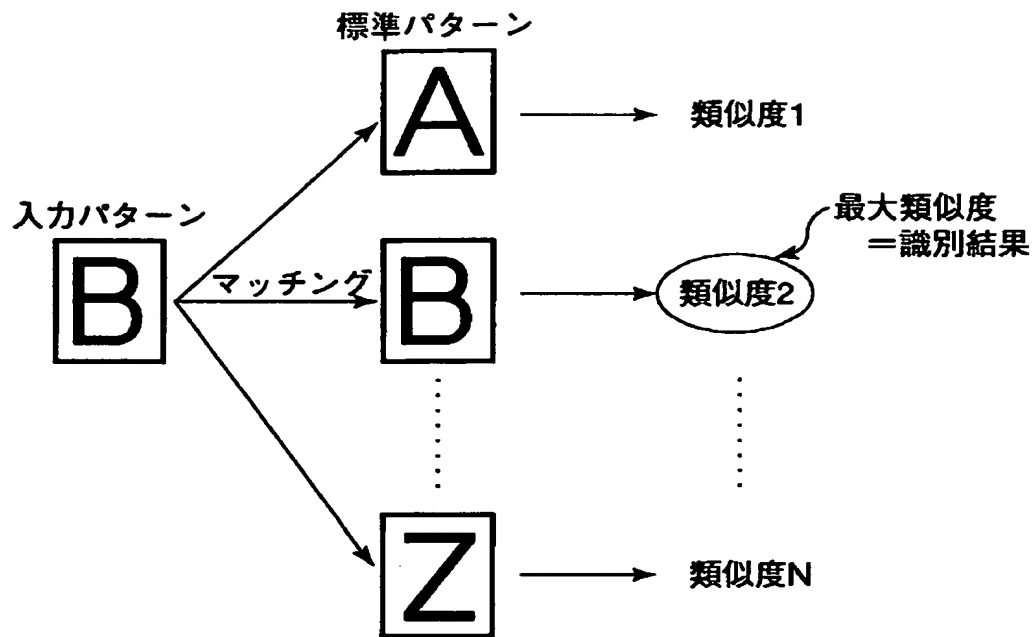 標準パターン
A
類似度1
入力パターン
B
マッチング
B
類似度2
最大類似度
＝識別結果
Z
類似度N